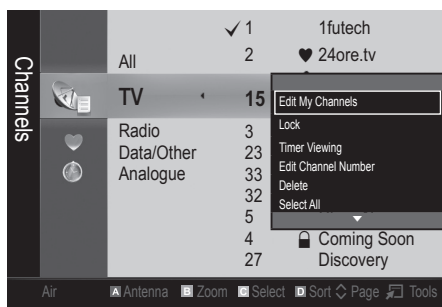 Channels
All
TV
Radio
Data/Other
Analogue
1 1futech
2 24ore.tv
15
3
23
33
32
5
4 Coming Soon
27 Discovery
Edit My Channels
Lock
Timer Viewing
Edit Channel Number
Delete
Select All
Air A Antenna B Zoom C Select D Sort Page Tools